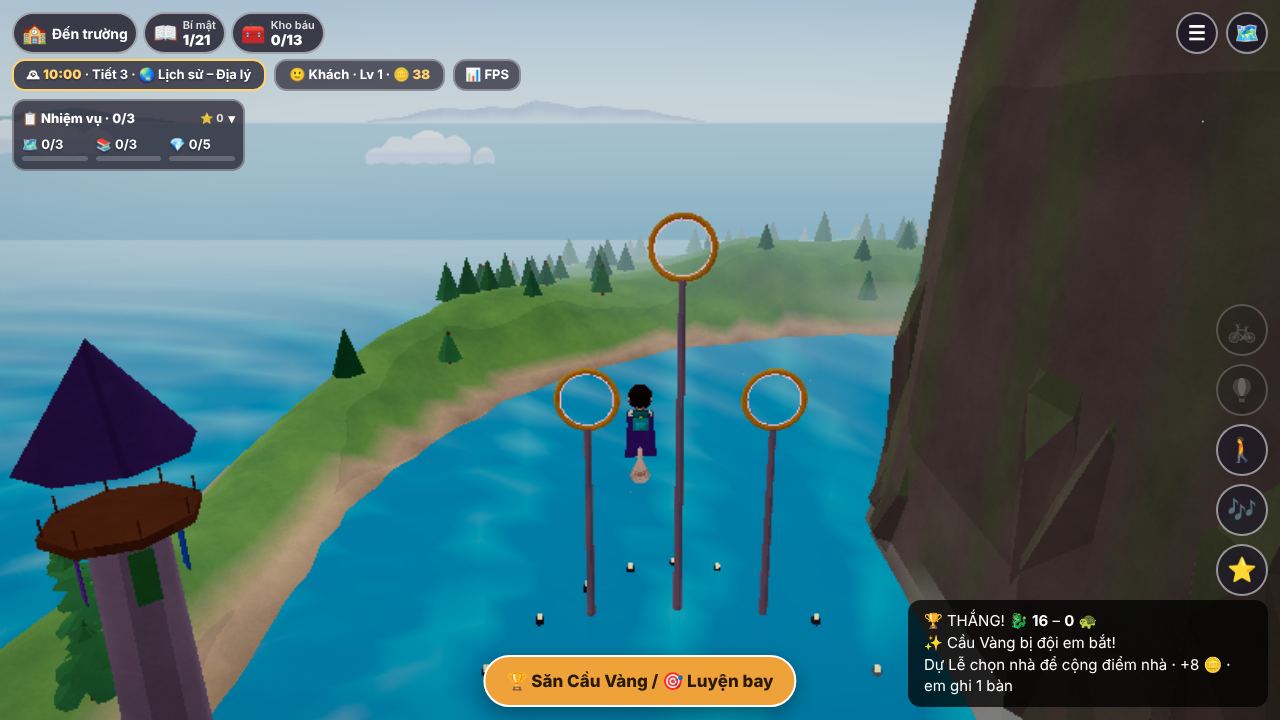 Đến trường
Bí mật
1/21
Kho báu
0/13
10:00 · Tiết 3 · Lịch sử – Địa lý
Khách · Lv 1 · 38
FPS
Nhiệm vụ · 0/3
0 ▾
0/3
0/3
0/5
THẮNG! 16 – 0
Cầu Vàng bị đội em bắt!
Dự Lễ chọn nhà để cộng điểm nhà · +8 ·
em ghi 1 bàn
Săn Cầu Vàng / Luyện bay